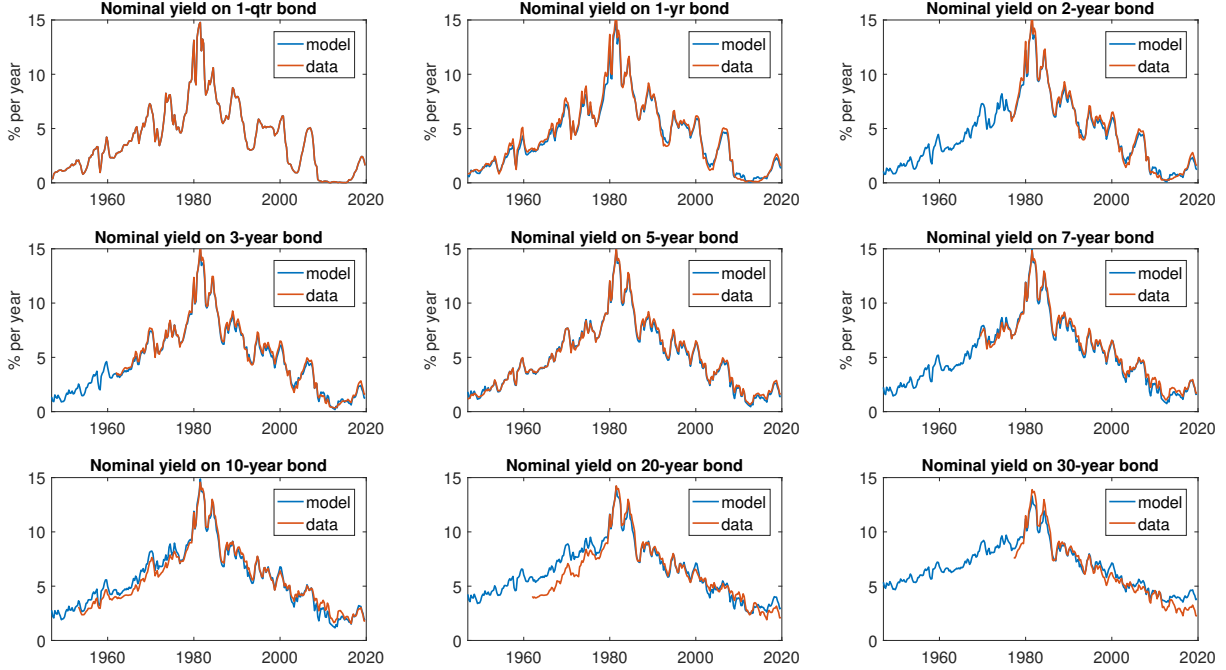 Nominal yield on 1-qtr bond
% per year
15
10
5
0
1960
1980
2000
2020
model
data
Nominal yield on 1-yr bond
% per year
15
10
5
0
1960
1980
2000
2020
model
data
Nominal yield on 2-year bond
% per year
15
10
5
0
1960
1980
2000
2020
model
data
Nominal yield on 3-year bond
% per year
15
10
5
0
1960
1980
2000
2020
model
data
Nominal yield on 5-year bond
% per year
15
10
5
0
1960
1980
2000
2020
model
data
Nominal yield on 7-year bond
% per year
15
10
5
0
1960
1980
2000
2020
model
data
Nominal yield on 10-year bond
15
10
5
0
1960
1980
2000
2020
model
data
Nominal yield on 20-year bond
15
10
5
0
1960
1980
2000
2020
model
data
Nominal yield on 30-year bond
15
10
5
0
1960
1980
2000
2020
model
data